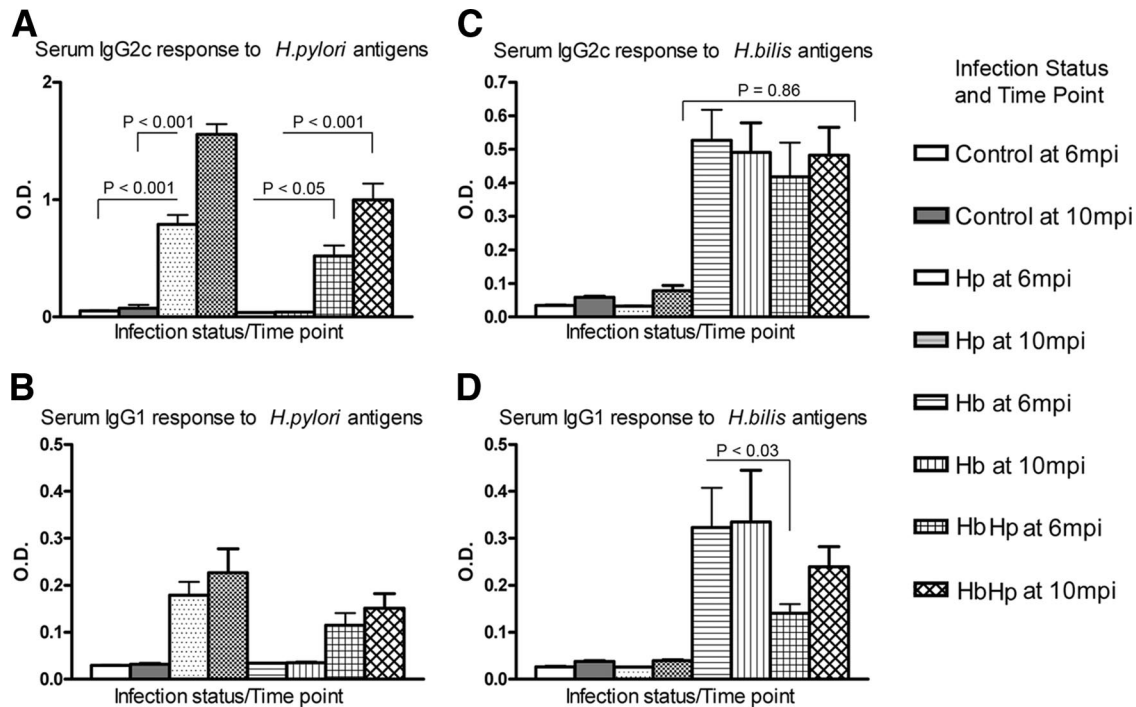 A
Serum IgG2c response to H.pylori antigens
2
1
0
O.D.
P < 0.001
P < 0.001
P < 0.001
P < 0.05
Infection status/Time point
B
Serum IgG1 response to H.pylori antigens
0.5
0.4
0.3
0.2
0.1
0.0
O.D.
Infection status/Time point
C
Serum IgG2c response to H.bilis antigens
0.7
0.6
0.5
0.4
0.3
0.2
0.1
0.0
O.D.
P = 0.86
Infection status/Time point
D
Serum IgG1 response to H.bilis antigens
0.5
0.4
0.3
0.2
0.1
0.0
O.D.
P < 0.03
Infection status/Time point
Infection Status
and Time Point
Control at 6mpi
Control at 10mpi
Hp at 6mpi
Hp at 10mpi
Hb at 6mpi
Hb at 10mpi
HbHp at 6mpi
HbHp at 10mpi